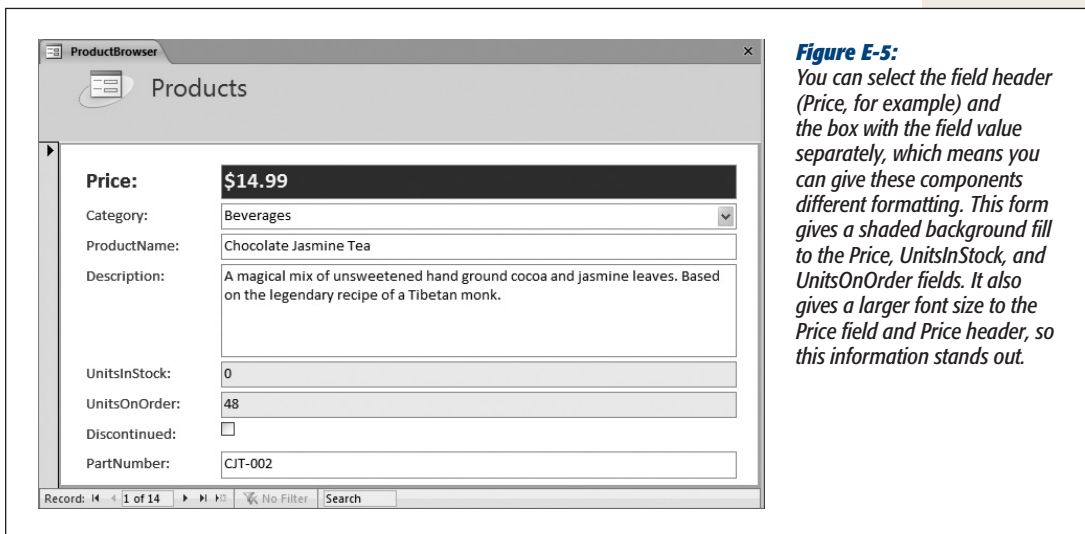 ProductBrowser
Products
Price: $14.99
Category: Beverages
ProductName: Chocolate Jasmine Tea
Description: A magical mix of unsweetened hand ground cocoa and jasmine leaves. Based
on the legendary recipe of a Tibetan monk.
UnitsInStock: 0
UnitsOnOrder: 48
Discontinued:
PartNumber: CJT-002
Record: 1 of 14 No Filter Search
Figure E-5:
You can select the field header
(Price, for example) and
the box with the field value
separately, which means you
can give these components
different formatting. This form
gives a shaded background fill
to the Price, UnitsInStock, and
UnitsOnOrder fields. It also
gives a larger font size to the
Price field and Price header, so
this information stands out.